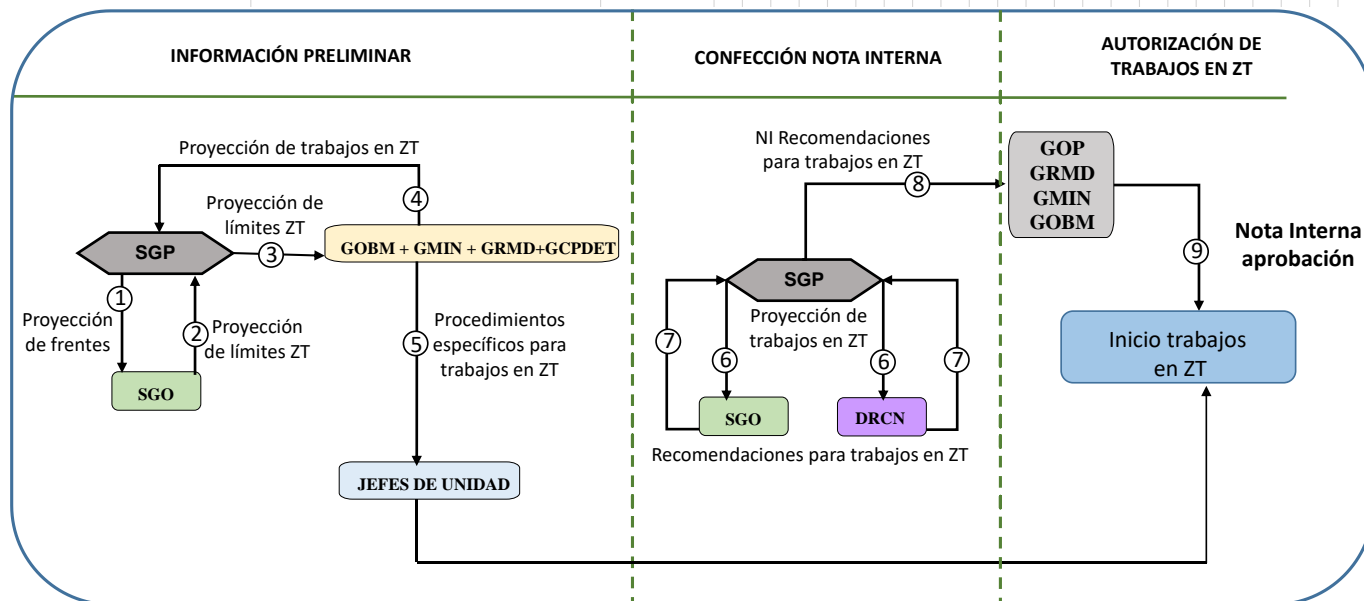 INFORMACIÓN PRELIMINAR
CONFECCIÓN NOTA INTERNA
AUTORIZACIÓN DE
TRABAJOS EN ZT
Proyección de trabajos en ZT
4
Proyección de
límites ZT
3
SGP
GOBM + GMIN + GRMD+GCPDET
1
2
Proyección
de frentes
Proyección
de límites ZT
SGO
5
Procedimientos
específicos para
trabajos en ZT
JEFES DE UNIDAD
NI Recomendaciones
para trabajos en ZT
8
SGP
Proyección de
trabajos en ZT
7
6
6
7
SGO
DRCN
Recomendaciones para trabajos en ZT
GOP
GRMD
GMIN
GOBM
9
Nota Interna
aprobación
Inicio trabajos
en ZT